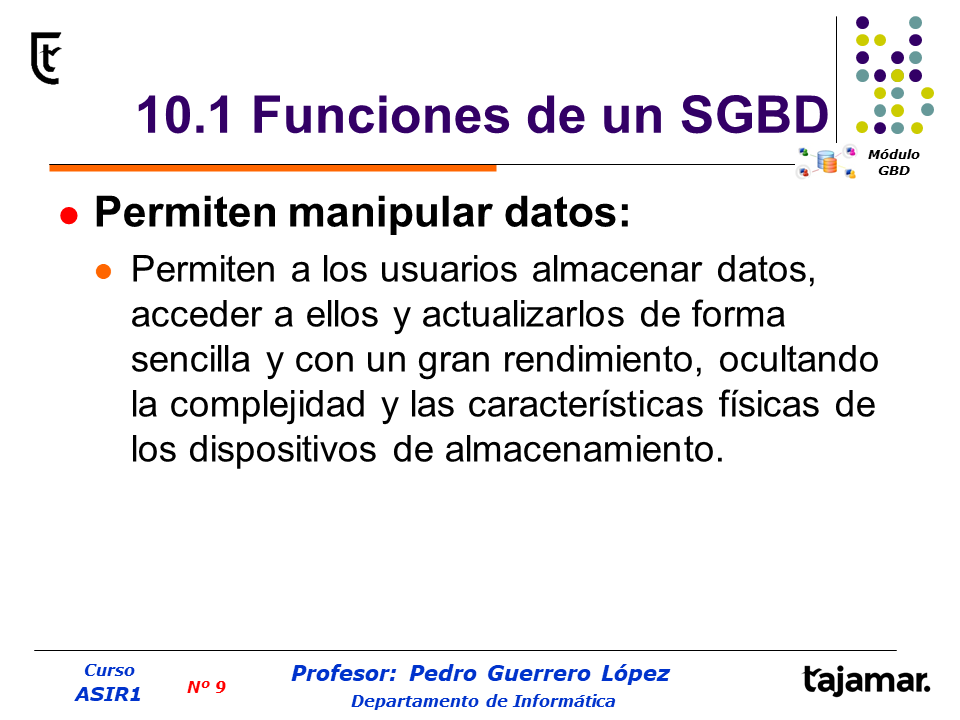 10.1 Funciones de un SGBD
Módulo
GBD
Permiten manipular datos:
Permiten a los usuarios almacenar datos,
acceder a ellos y actualizarlos de forma
sencilla y con un gran rendimiento, ocultando
la complejidad y las características físicas de
los dispositivos de almacenamiento.
Curso
ASIR1
Nº 9
Profesor: Pedro Guerrero López
Departamento de Informática
tajamar.